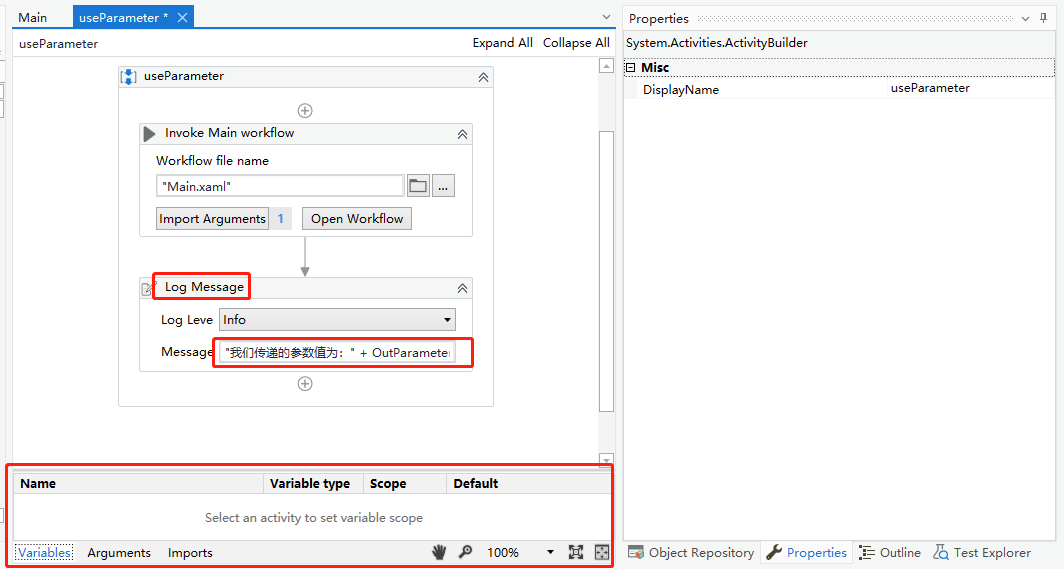 Main
useParameter *
useParameter
Expand All Collapse All
useParameter
Invoke Main workflow
Workflow file name
"Main.xaml"
...
Import Arguments 1 Open Workflow
Log Message
Log Leve Info
Message "我们传递的参数值为：" + OutParameter
Name Variable type Scope Default
Select an activity to set variable scope
Variables Arguments Imports 100%
Properties
System.Activities.ActivityBuilder
Misc
DisplayName useParameter
Object Repository Properties Outline Test Explorer